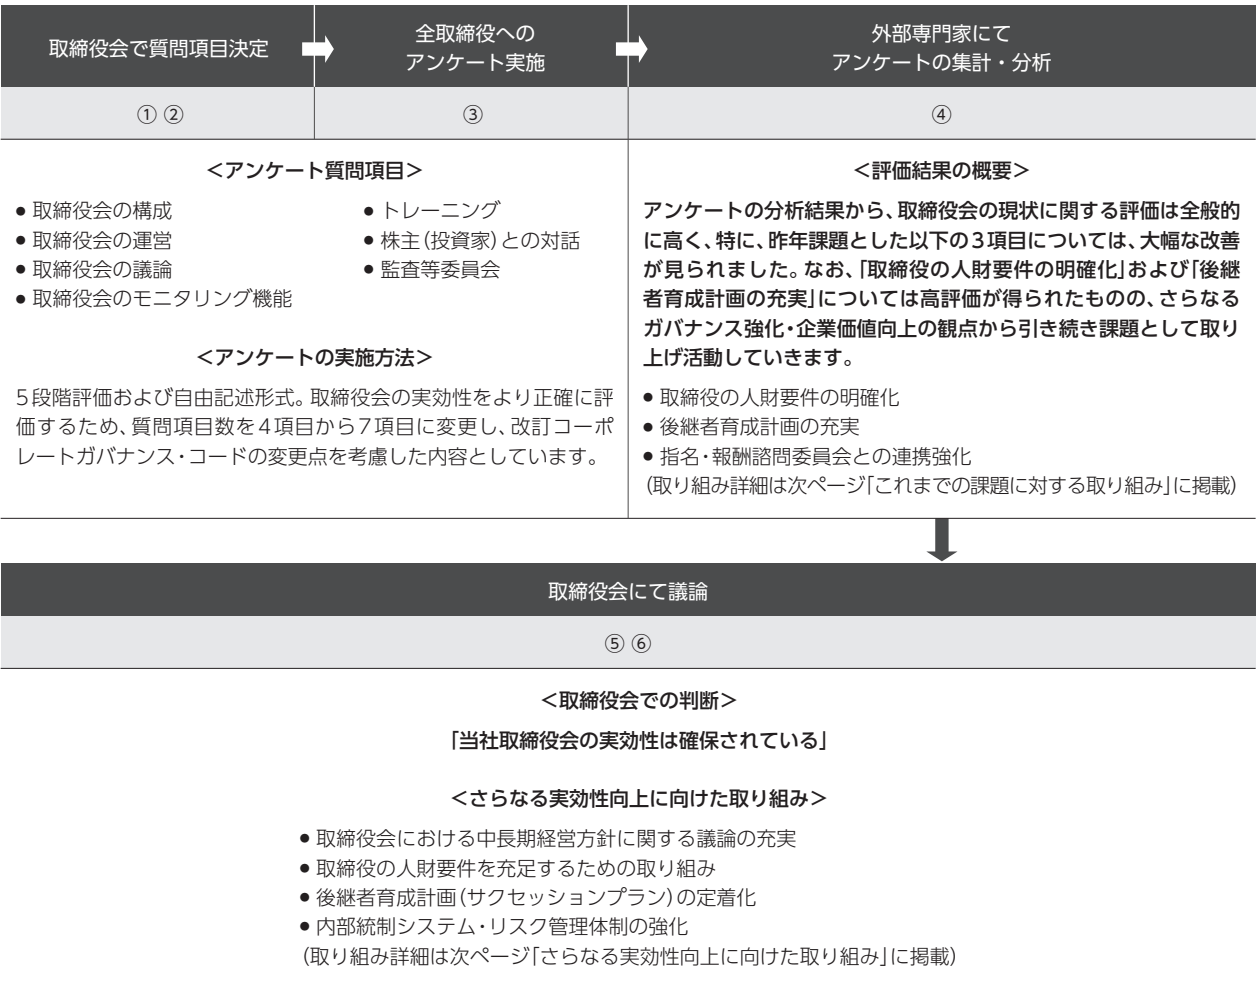 取締役会で質問項目決定
全取締役への
アンケート実施
外部専門家にて
アンケートの集計・分析
① ②
③
④
＜アンケート質問項目＞
● 取締役会の構成
● 取締役会の運営
● 取締役会の議論
● 取締役会のモニタリング機能
● トレーニング
● 株主(投資家)との対話
● 監査等委員会
＜アンケートの実施方法＞
5段階評価および自由記述形式。取締役会の実効性をより正確に評
価するため、質問項目数を4項目から7項目に変更し、改訂コーポ
レートガバナンス・コードの変更点を考慮した内容としています。
＜評価結果の概要＞
アンケートの分析結果から、取締役会の現状に関する評価は全般的
に高く、特に、昨年課題とした以下の3項目については、大幅な改善
が見られました。なお、「取締役の人財要件の明確化」および「後継
者育成計画の充実」については高評価が得られたものの、さらなる
ガバナンス強化・企業価値向上の観点から引き続き課題として取り
上げ活動していきます。
● 取締役の人財要件の明確化
● 後継者育成計画の充実
● 指名・報酬諮問委員会との連携強化
(取り組み詳細は次ページ「これまでの課題に対する取り組み」に掲載)
取締役会にて議論
⑤ ⑥
＜取締役会での判断＞
「当社取締役会の実効性は確保されている」
＜さらなる実効性向上に向けた取り組み＞
● 取締役会における中長期経営方針に関する議論の充実
● 取締役の人財要件を充足するための取り組み
● 後継者育成計画(サクセッションプラン)の定着化
● 内部統制システム・リスク管理体制の強化
(取り組み詳細は次ページ「さらなる実効性向上に向けた取り組み」に掲載)